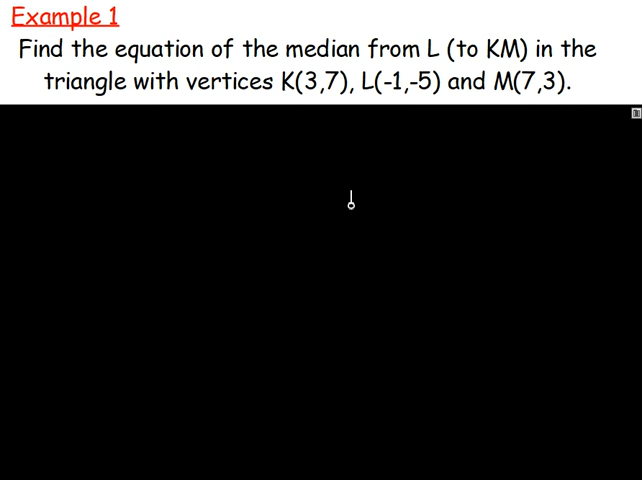 Example 1
Find the equation of the median from L (to KM) in the
triangle with vertices K(3,7), L(-1,-5) and M(7,3).